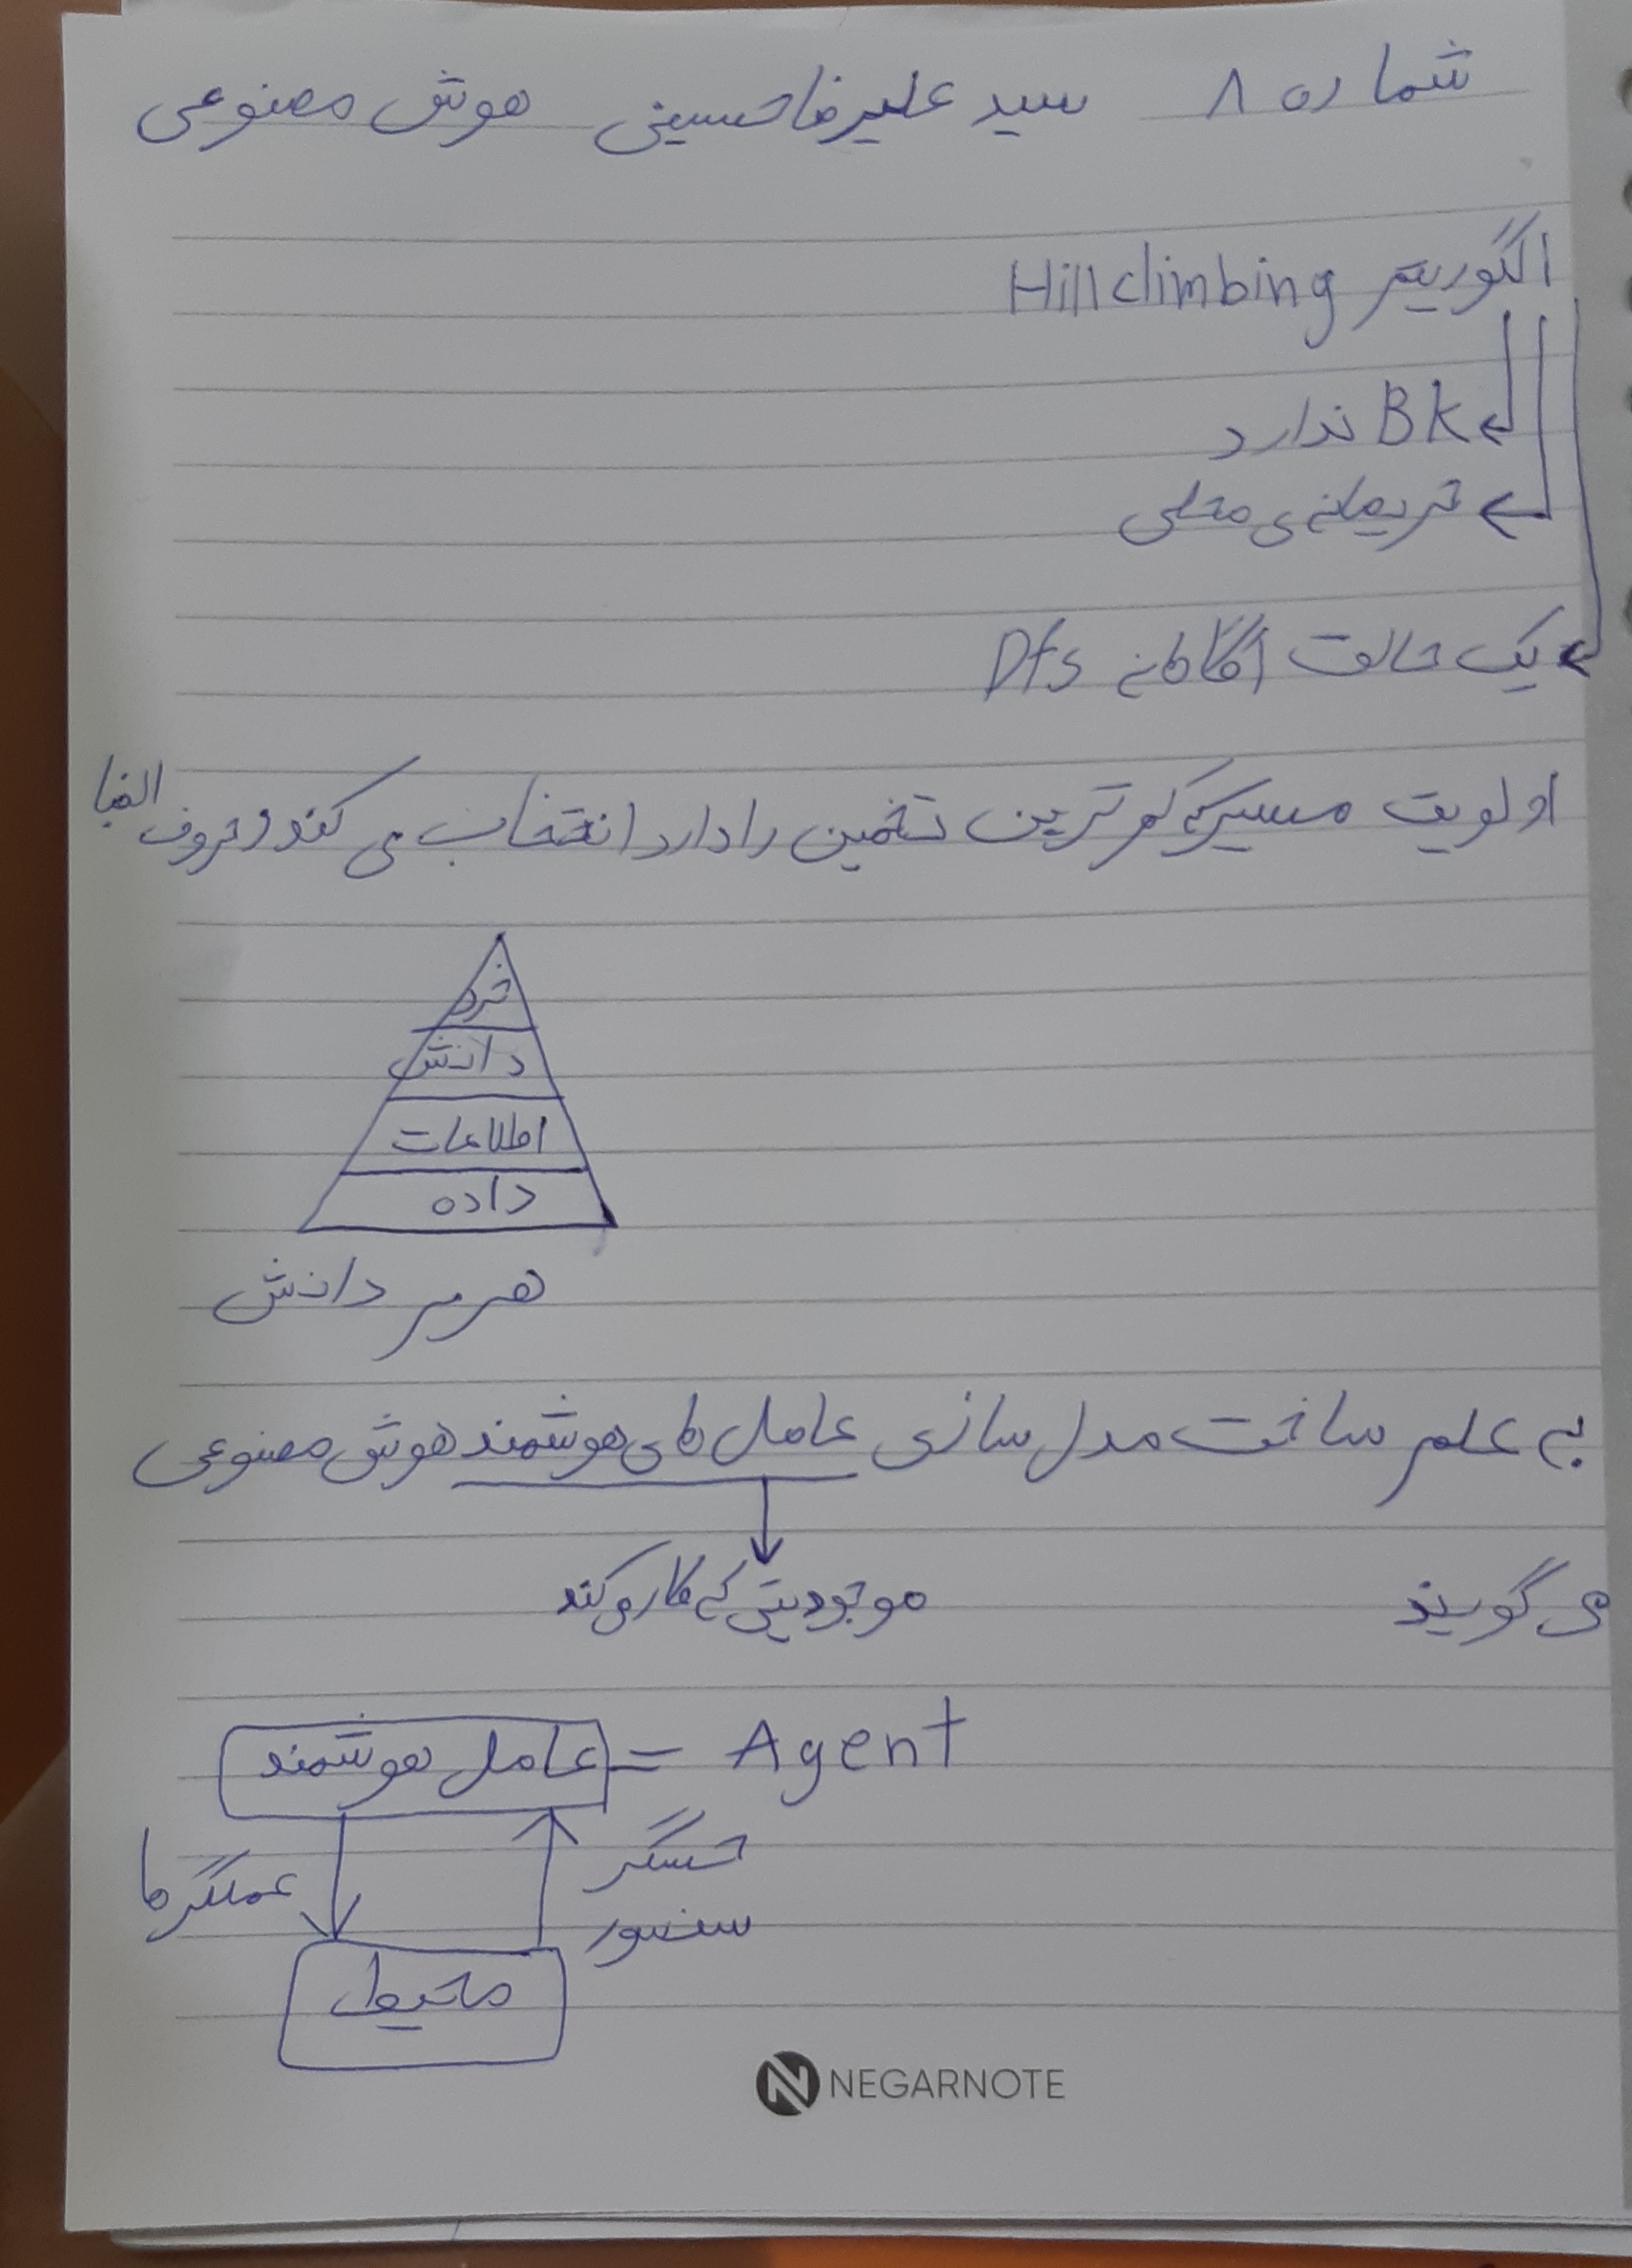 شماره ۸ سید علیرضا حسینی هوش مصنوعی
الگوریتم Hill climbing
Bk ندارد
حریصانه‌ی محلی
یک حالت آگاهانه Dfs
اولویت مسیر که کم ترین تخمین را دارد انتخاب می کند و حروف الفبا
خرد
دانش
اطلاعات
داده
هرم دانش
به علم ساخت مدل سازی عامل های هوشمند هوش مصنوعی
می گویند
موجودیتی که کار می کند
عامل هوشمند = Agent
عملگرها
حسگر
سنسور
محیط
NEGARNOTE